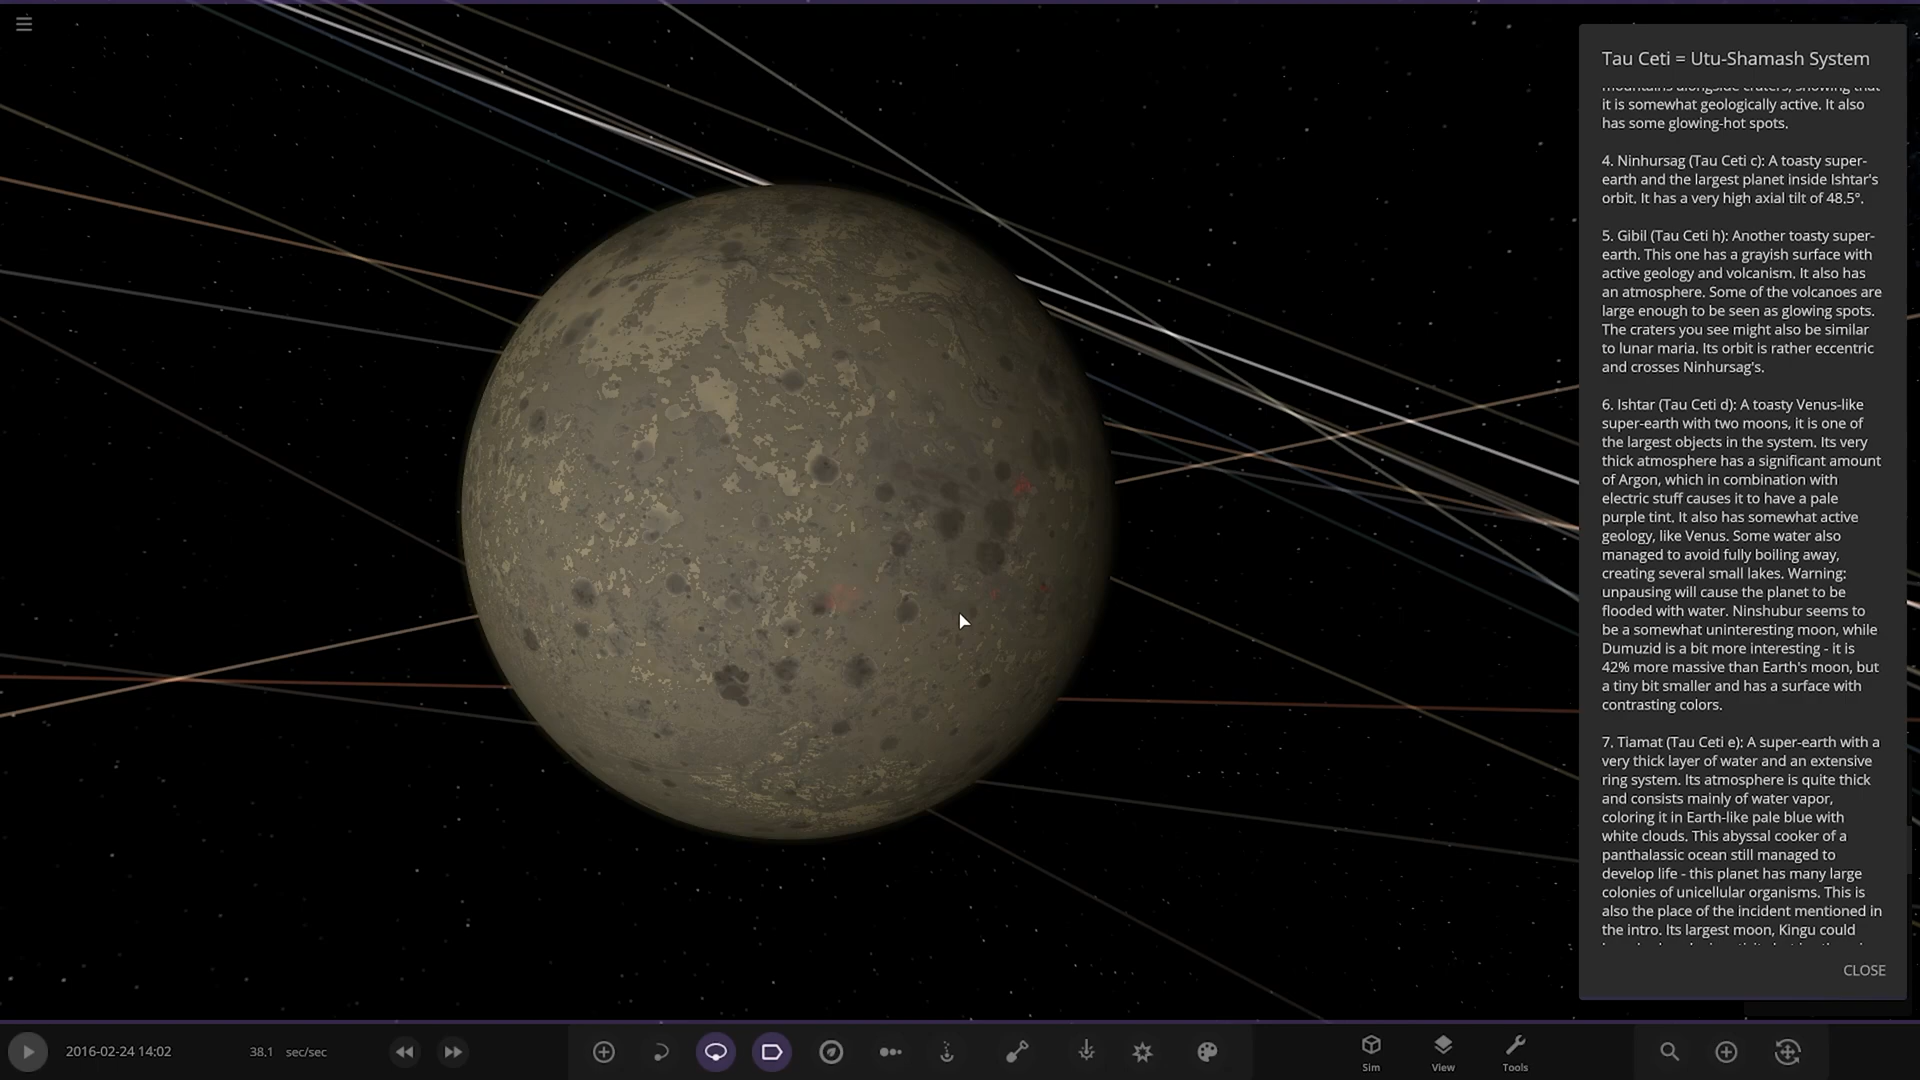 Tau Ceti = Utu-Shamash System
mountains alongside craters, showing that
it is somewhat geologically active. It also
has some glowing-hot spots.
4. Ninhursag (Tau Ceti c): A toasty super-
earth and the largest planet inside Ishtar's
orbit. It has a very high axial tilt of 48.5°.
5. Gibil (Tau Ceti h): Another toasty super-
earth. This one has a grayish surface with
active geology and volcanism. It also has
an atmosphere. Some of the volcanoes are
large enough to be seen as glowing spots.
The craters you see might also be similar
to lunar maria. Its orbit is rather eccentric
and crosses Ninhursag's.
6. Ishtar (Tau Ceti d): A toasty Venus-like
super-earth with two moons, it is one of
the largest objects in the system. Its very
thick atmosphere has a significant amount
of Argon, which in combination with
electric stuff causes it to have a pale
purple tint. It also has somewhat active
geology, like Venus. Some water also
managed to avoid fully boiling away,
creating several small lakes. Warning:
unpausing will cause the planet to be
flooded with water. Ninshubur seems to
be a somewhat uninteresting moon, while
Dumuzid is a bit more interesting - it is
42% more massive than Earth's moon, but
a tiny bit smaller and has a surface with
contrasting colors.
7. Tiamat (Tau Ceti e): A super-earth with a
very thick layer of water and an extensive
ring system. Its atmosphere is quite thick
and consists mainly of water vapor,
coloring it in Earth-like pale blue with
white clouds. This abyssal cooker of a
panthalassic ocean still managed to
develop life - this planet has many large
colonies of unicellular organisms. This is
also the place of the incident mentioned in
the intro. Its largest moon, Kingu could
CLOSE
2016-02-24 14:02
38.1 sec/sec
Sim
View
Tools